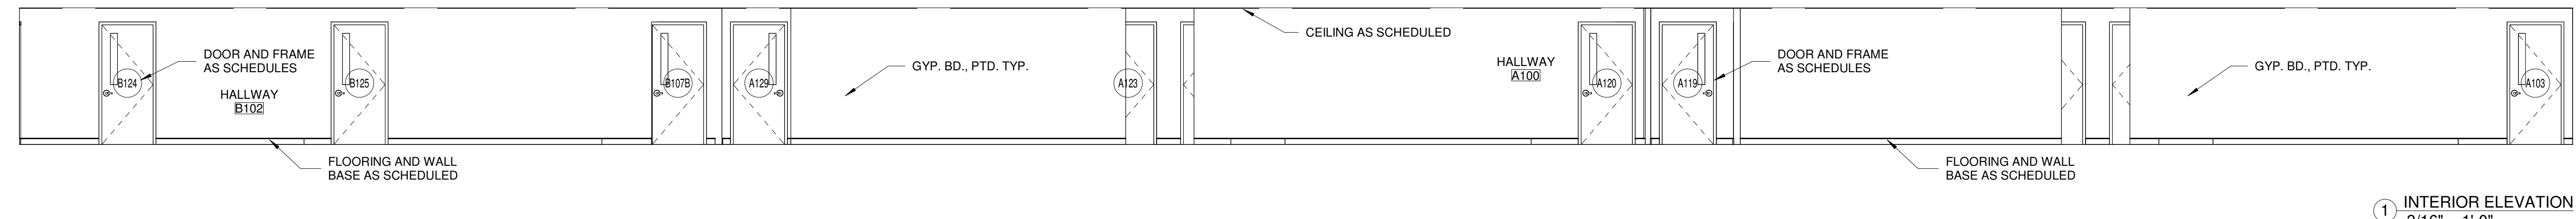 CEILING AS SCHEDULED
DOOR AND FRAME
AS SCHEDULES
HALLWAY
B102
GYP. BD., PTD. TYP.
HALLWAY
A100
DOOR AND FRAME
AS SCHEDULES
GYP. BD., PTD. TYP.
B124
B125
B107B
A129
A123
A120
A119
A103
FLOORING AND WALL
BASE AS SCHEDULED
FLOORING AND WALL
BASE AS SCHEDULED
1
INTERIOR ELEVATION